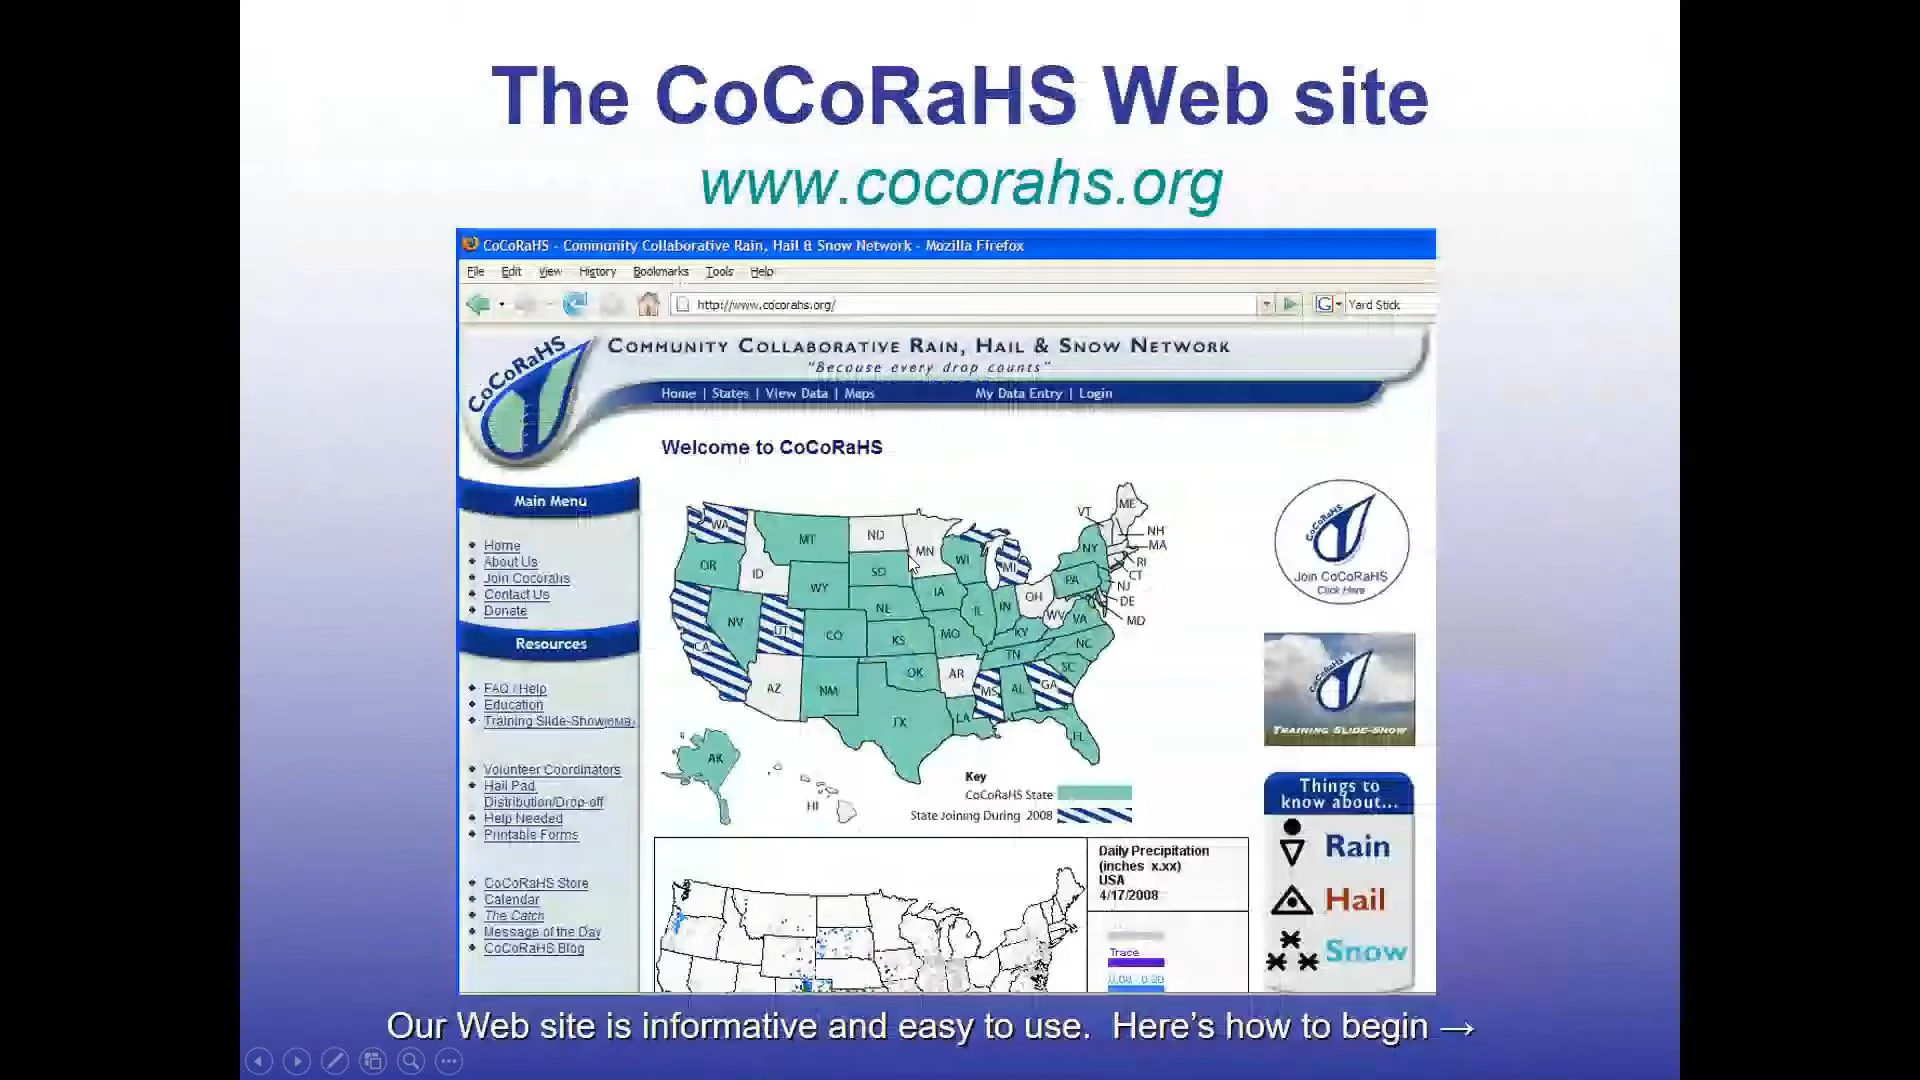 The CoCoRaHS Web site
www.cocorahs.org
CoCoRaHS - Community Collaborative Rain, Hail & Snow Network - Mozilla Firefox
File Edit View History Bookmarks Tools Help
http://www.cocorahs.org/
G Yard Stick
CoCoRaHS
COMMUNITY COLLABORATIVE RAIN, HAIL & SNOW NETWORK
"Because every drop counts"
Home | States | View Data | Maps My Data Entry | Login
Welcome to CoCoRaHS
Main Menu
Home
About Us
Join Cocorahs
Contact Us
Donate
Resources
FAQ / Help
Education
Training Slide-Show(6MB)
Volunteer Coordinators
Hail Pad
Distribution/Drop-off
Help Needed
Printable Forms
CoCoRaHS Store
Calendar
The Catch
Message of the Day
CoCoRaHS Blog
WA
MT
ND
MN
VT
ME
NH
MA
RI
CT
NJ
DE
MD
OR
ID
WY
SD
WI
MI
NY
PA
NV
UT
CO
NE
IA
IL
IN
OH
WV
VA
CA
KS
MO
KY
NC
TN
SC
AZ
NM
OK
AR
MS
AL
GA
TX
LA
FL
AK
HI
Key
CoCoRaHS State
State Joining During 2008
Daily Precipitation
(inches x.xx)
USA
4/17/2008
Trace
CoCoRaHS
Join CoCoRaHS
Click Here
CoCoRaHS
TRAINING SLIDE-SHOW
Things to
know about...
Rain
Hail
Snow
Our Web site is informative and easy to use. Here's how to begin →